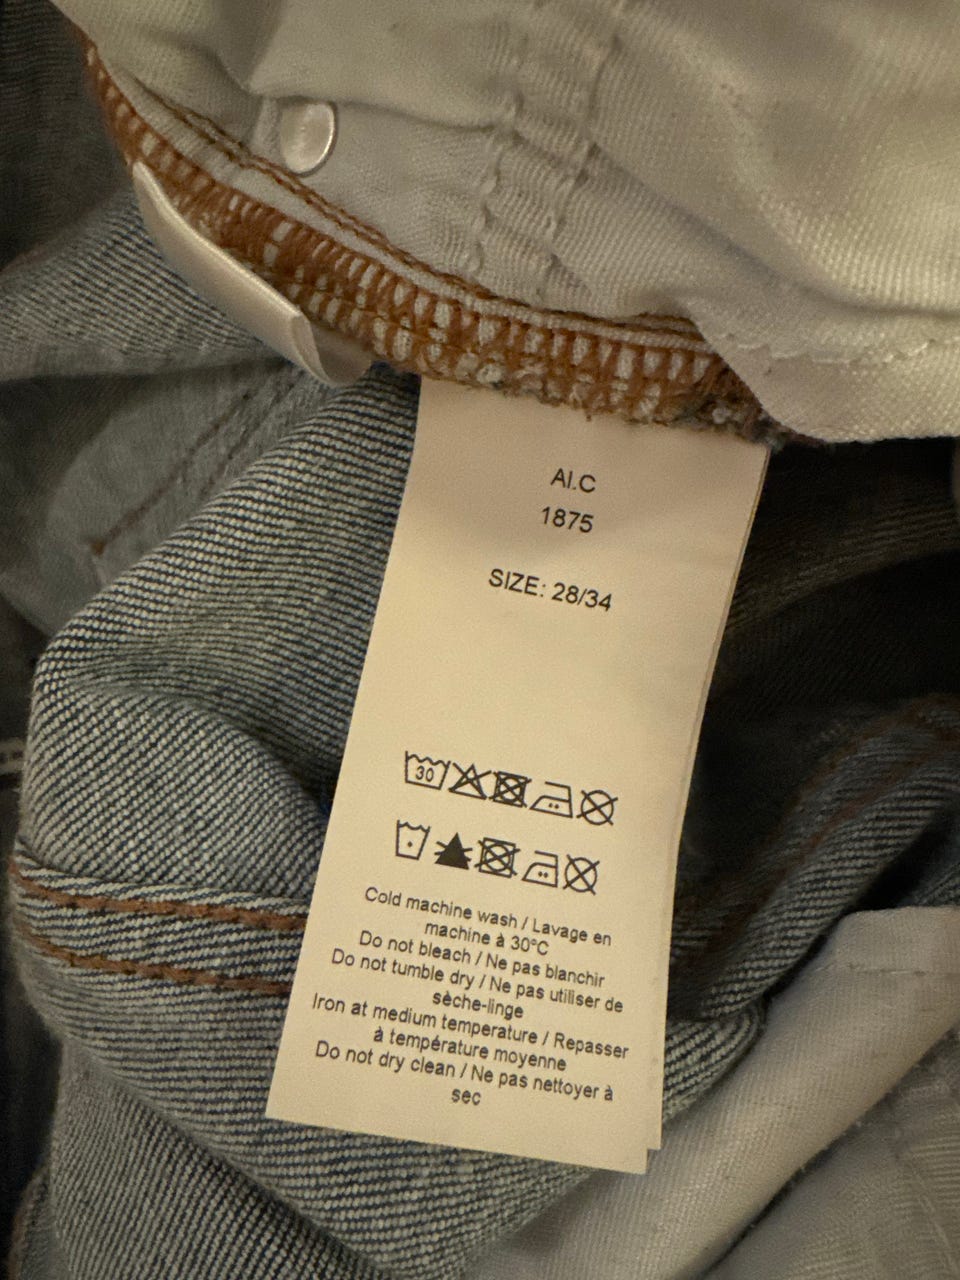 AI.C
1875
SIZE: 28/34
30
Cold machine wash / Lavage en
machine à 30°C
Do not bleach / Ne pas blanchir
Do not tumble dry / Ne pas utiliser de
sèche-linge
Iron at medium temperature / Repasser
à température moyenne
Do not dry clean / Ne pas nettoyer à
sec